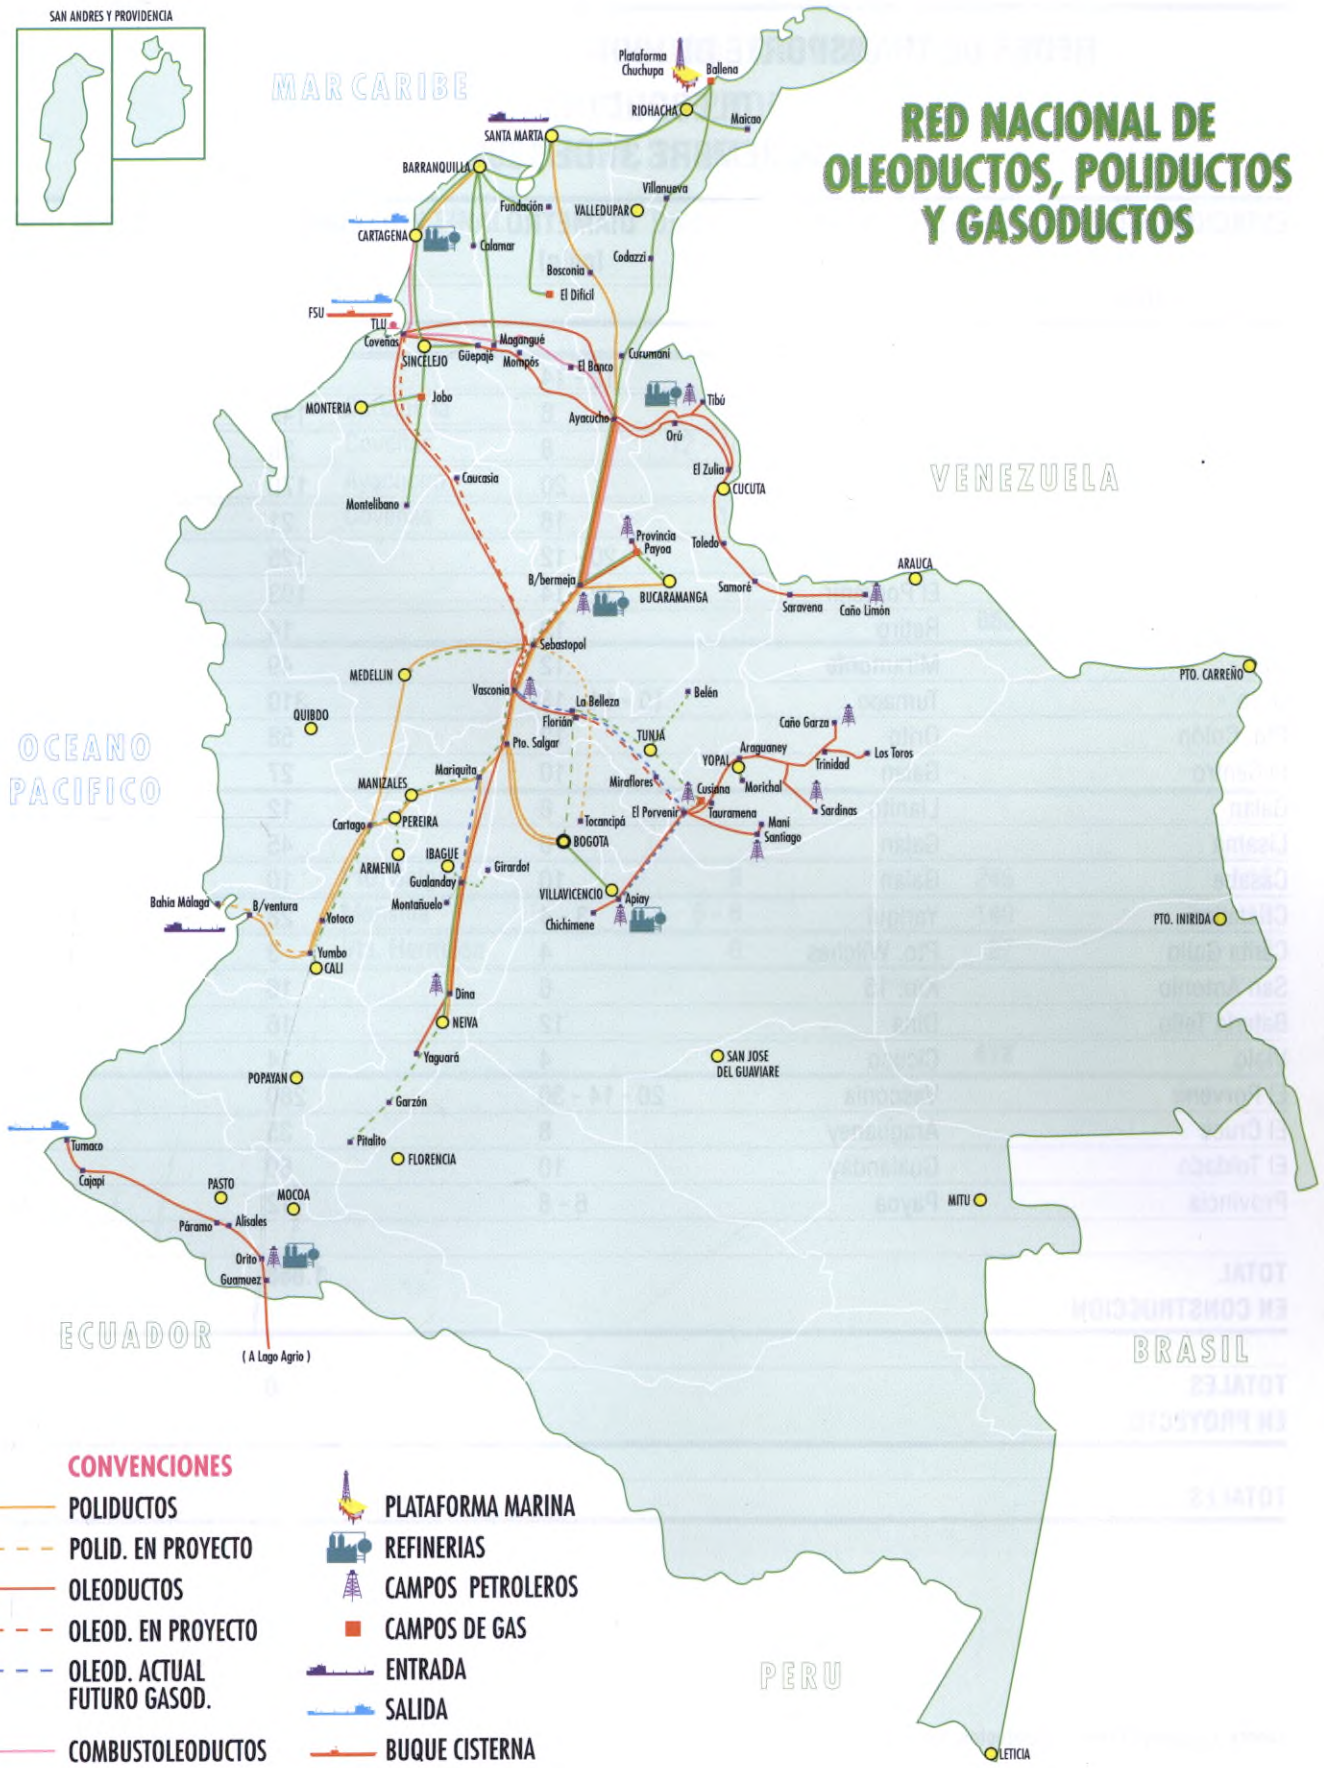 SAN ANDRES Y PROVIDENCIA
MAR CARIBE
RED NACIONAL DE
OLEODUCTOS, POLIDUCTOS
Y GASODUCTOS
Plataforma
Chuchupa
Ballena
RIOHACHA
Maicao
SANTA MARTA
BARRANQUILLA
Villanueva
Fundación
VALLEDUPAR
CARTAGENA
Calamar
Codazzi
Bosconia
El Dificil
FSU
TLU
Coveñas
SINCELEJO
Güepajé
Magangué
Mompós
El Banco
Curumaní
Jobo
MONTERIA
Tibú
Ayacucho
Orú
El Zulia
CUCUTA
VENEZUELA
Caucasia
Montelibano
Provincia
Payoa
Toledo
B/bermeja
BUCARAMANGA
Samoré
Saravena
Caño Limón
ARAUCA
Sebastopol
MEDELLIN
PTO. CARREÑO
Vasconia
La Belleza
Belén
Florián
QUIBDO
Caño Garza
OCEANO
PACIFICO
Pto. Salgar
TUNJA
Araguaney
Trinidad
Los Toros
YOPAL
Mariquita
Miraflores
Morichal
MANIZALES
Cusiana
Cartago
PEREIRA
Tocancipá
El Porvenir
Tauramena
Sardinas
Maní
Santiago
BOGOTA
ARMENIA
IBAGUE
Gualanday
Girardot
Montañuelo
VILLAVICENCIO
Apiay
Chichimene
Bahía Málaga
B/ventura
Yotoco
PTO. INIRIDA
Yumbo
CALI
Dina
NEIVA
Yaguará
SAN JOSE
DEL GUAVIARE
POPAYAN
Garzón
Pitalito
FLORENCIA
Tumaco
Cajapí
PASTO
MOCOA
MITU
Páramo
Alisales
Orito
Guamuez
ECUADOR
( A Lago Agrio )
BRASIL
CONVENCIONES
POLIDUCTOS
POLID. EN PROYECTO
OLEODUCTOS
OLEOD. EN PROYECTO
OLEOD. ACTUAL
FUTURO GASOD.
COMBUSTOLEODUCTOS
PLATAFORMA MARINA
REFINERIAS
CAMPOS PETROLEROS
CAMPOS DE GAS
ENTRADA
SALIDA
BUQUE CISTERNA
PERU
LETICIA